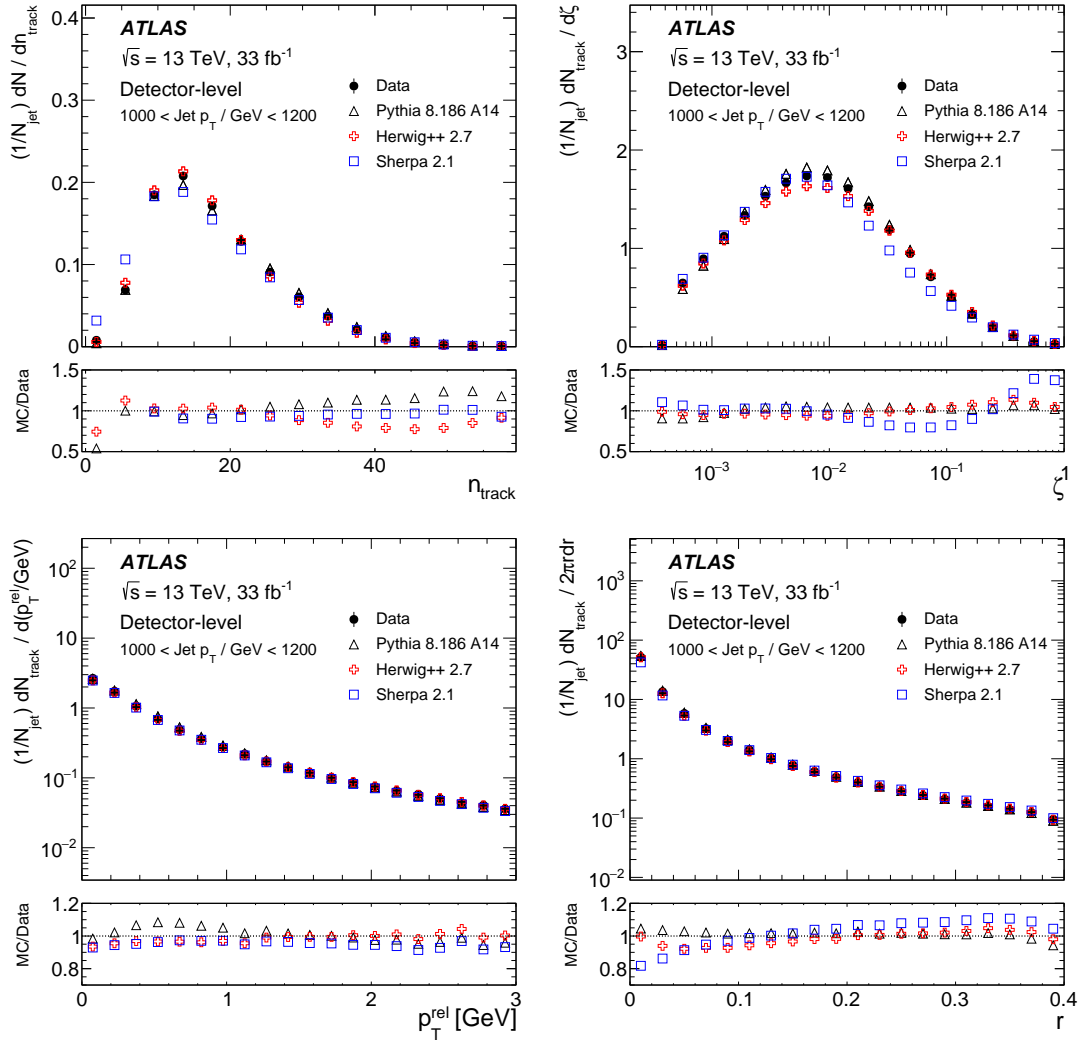 (1/N_jet) dN / dn_track
ATLAS
√s = 13 TeV, 33 fb⁻¹
Detector-level
1000 < Jet p_T / GeV < 1200
Data
Pythia 8.186 A14
Herwig++ 2.7
Sherpa 2.1
0.4
0.3
0.2
0.1
0
MC/Data
1.5
1
0.5
0 20 40
n_track
(1/N_jet) dN_track / dζ
ATLAS
√s = 13 TeV, 33 fb⁻¹
Detector-level
1000 < Jet p_T / GeV < 1200
Data
Pythia 8.186 A14
Herwig++ 2.7
Sherpa 2.1
3
2
1
0
MC/Data
1.5
1
0.5
10⁻³ 10⁻² 10⁻¹ 1
ζ
(1/N_jet) dN_track / d(p_T^rel/GeV)
ATLAS
√s = 13 TeV, 33 fb⁻¹
Detector-level
1000 < Jet p_T / GeV < 1200
Data
Pythia 8.186 A14
Herwig++ 2.7
Sherpa 2.1
10²
10
1
10⁻¹
10⁻²
MC/Data
1.2
1
0.8
0 1 2 3
p_T^rel [GeV]
(1/N_jet) dN_track / 2πrdr
ATLAS
√s = 13 TeV, 33 fb⁻¹
Detector-level
1000 < Jet p_T / GeV < 1200
Data
Pythia 8.186 A14
Herwig++ 2.7
Sherpa 2.1
10³
10²
10
1
10⁻¹
10⁻²
MC/Data
1.2
1
0.8
0 0.1 0.2 0.3 0.4
r